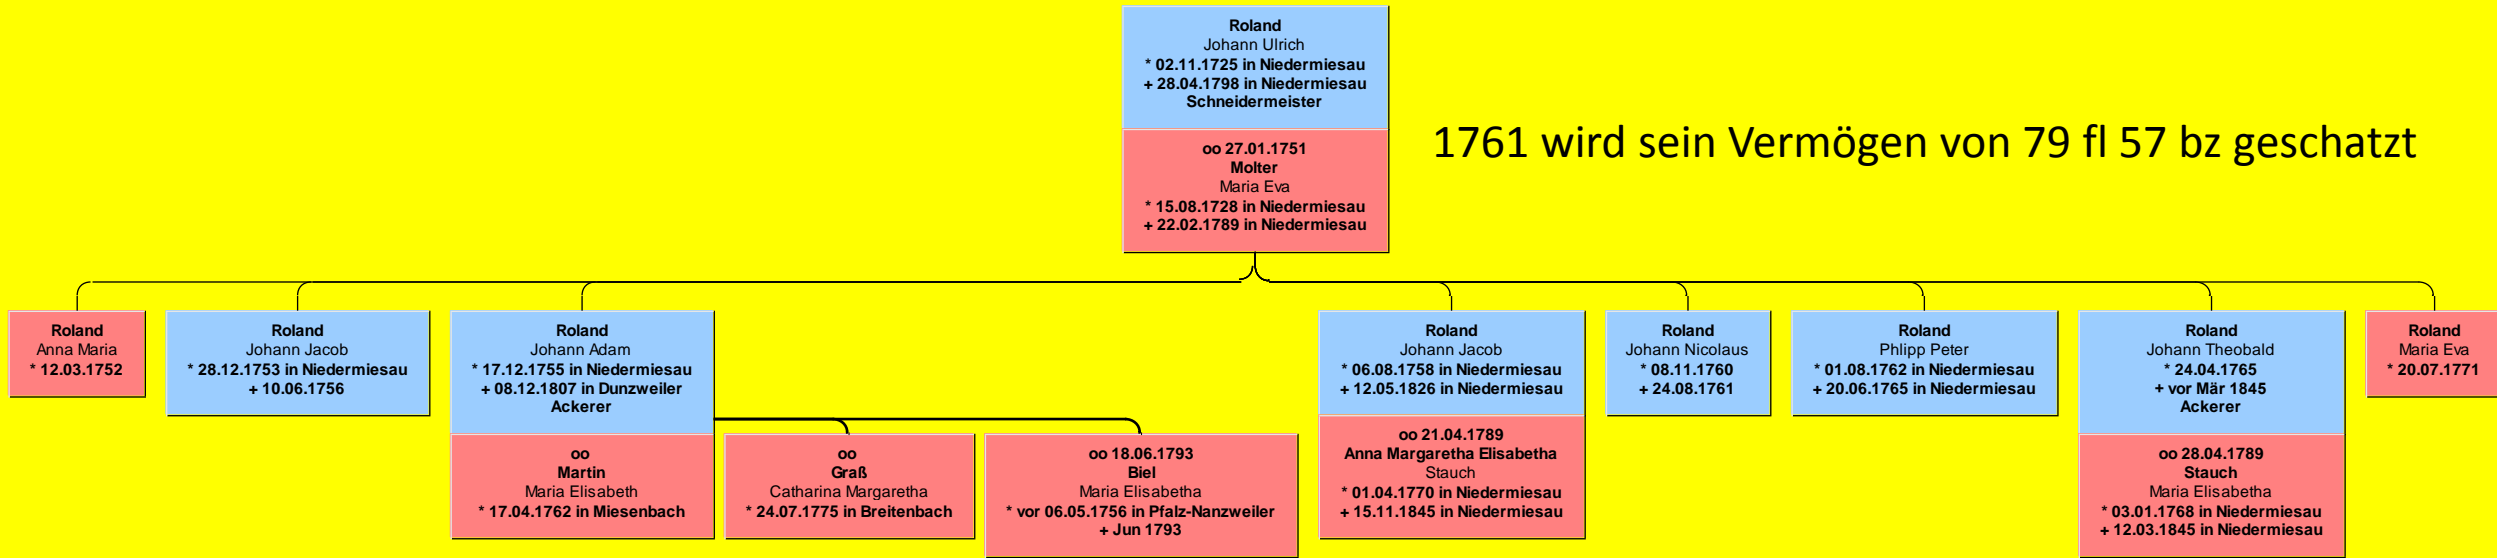 Roland
Johann Ulrich
* 02.11.1725 in Niedermiesau
+ 28.04.1798 in Niedermiesau
Schneidermeister
oo 27.01.1751
Molter
Maria Eva
* 15.08.1728 in Niedermiesau
+ 22.02.1789 in Niedermiesau
1761 wird sein Vermögen von 79 fl 57 bz geschatzt
Roland
Anna Maria
* 12.03.1752
Roland
Johann Jacob
* 28.12.1753 in Niedermiesau
+ 10.06.1756
Roland
Johann Adam
* 17.12.1755 in Niedermiesau
+ 08.12.1807 in Dunzweiler
Ackerer
oo
Martin
Maria Elisabeth
* 17.04.1762 in Miesenbach
oo
Graß
Catharina Margaretha
* 24.07.1775 in Breitenbach
oo 18.06.1793
Biel
Maria Elisabetha
* vor 06.05.1756 in Pfalz-Nanzweiler
+ Jun 1793
Roland
Johann Jacob
* 06.08.1758 in Niedermiesau
+ 12.05.1826 in Niedermiesau
oo 21.04.1789
Anna Margaretha Elisabetha
Stauch
* 01.04.1770 in Niedermiesau
+ 15.11.1845 in Niedermiesau
Roland
Johann Nicolaus
* 08.11.1760
+ 24.08.1761
Roland
Phlipp Peter
* 01.08.1762 in Niedermiesau
+ 20.06.1765 in Niedermiesau
Roland
Johann Theobald
* 24.04.1765
+ vor Mär 1845
Ackerer
oo 28.04.1789
Stauch
Maria Elisabetha
* 03.01.1768 in Niedermiesau
+ 12.03.1845 in Niedermiesau
Roland
Maria Eva
* 20.07.1771